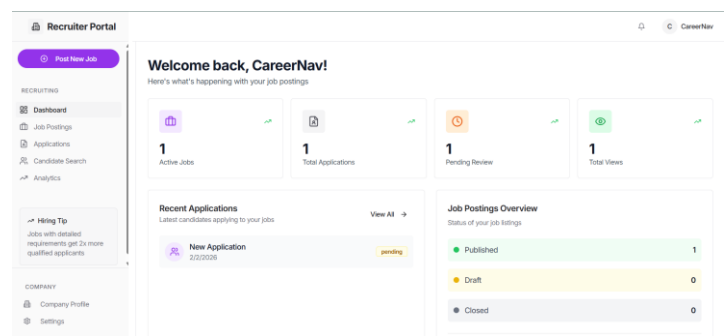 Recruiter Portal
C CareerNav
Post New Job
RECRUITING
Dashboard
Job Postings
Applications
Candidate Search
Analytics
Hiring Tip
Jobs with detailed
requirements get 2x more
qualified applicants
COMPANY
Company Profile
Settings
Welcome back, CareerNav!
Here's what's happening with your job postings
1
Active Jobs
1
Total Applications
1
Pending Review
1
Total Views
Recent Applications
Latest candidates applying to your jobs
View All →
New Application
2/2/2026
pending
Job Postings Overview
Status of your job listings
Published 1
Draft 0
Closed 0